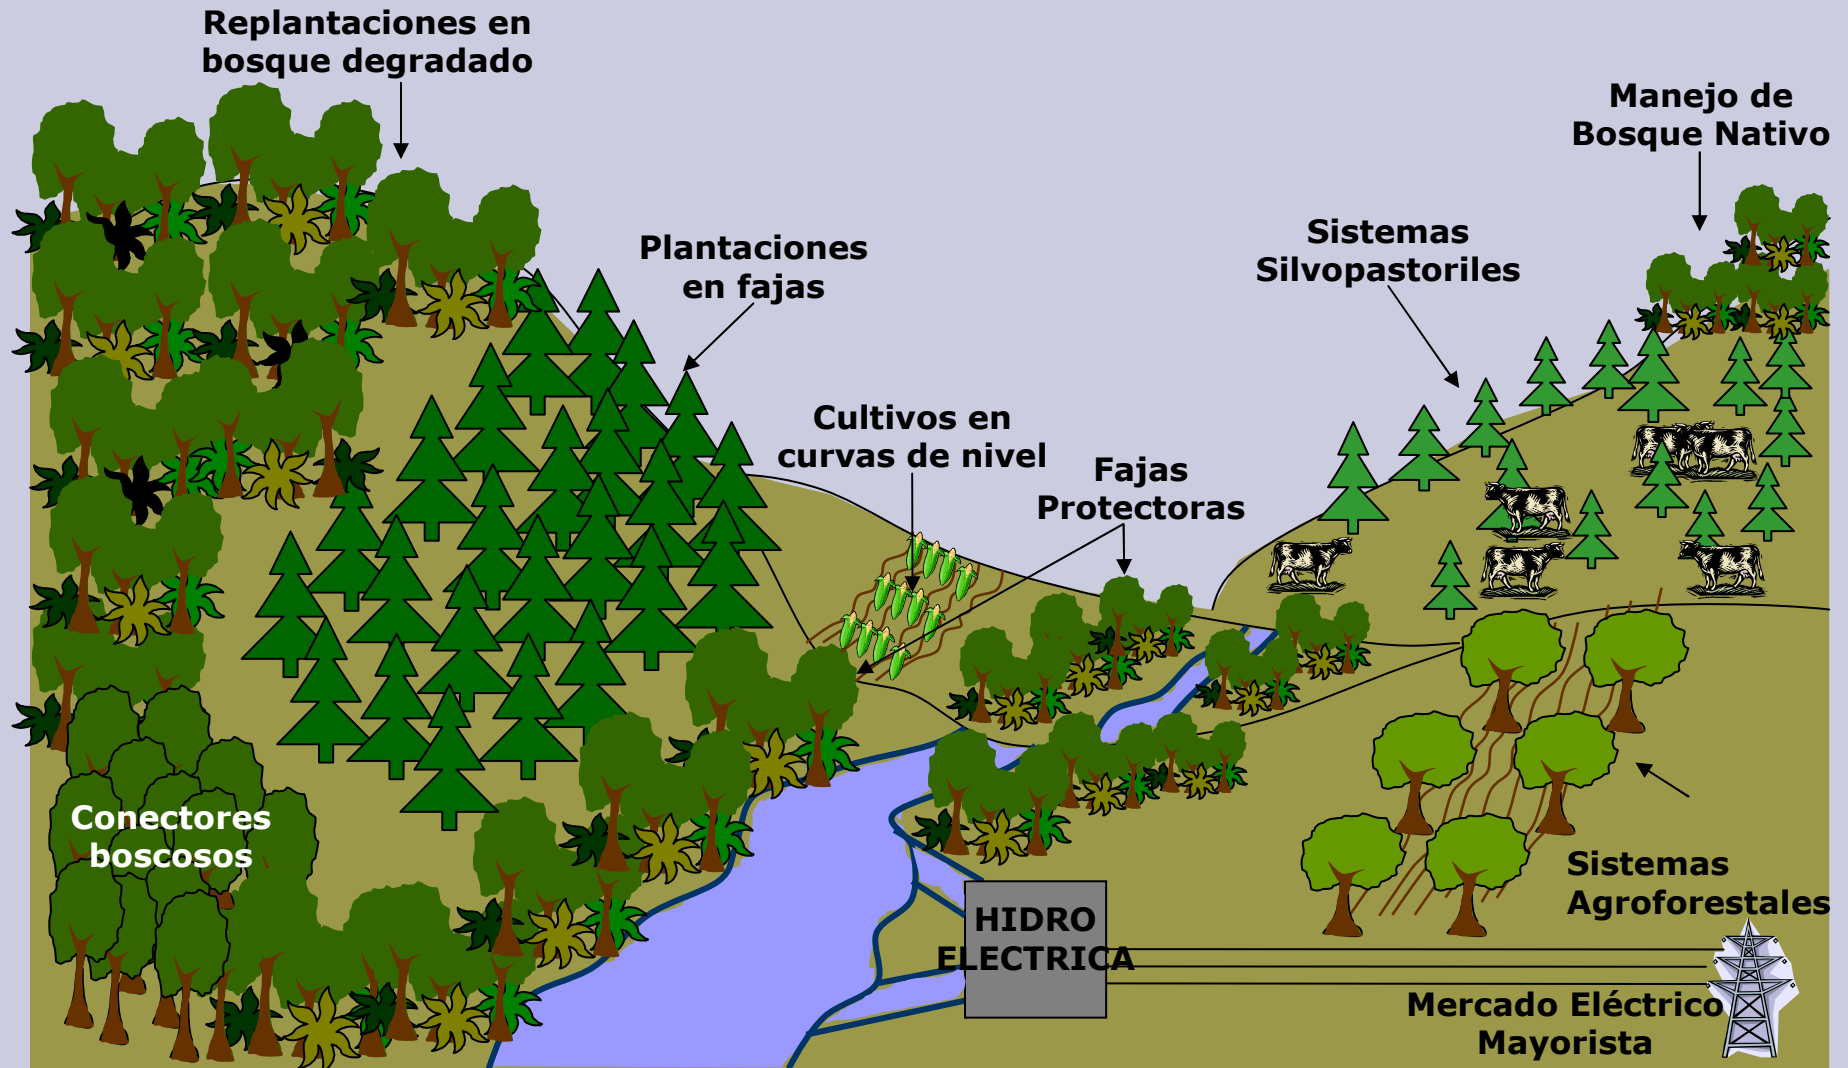 Replantaciones en
bosque degradado
Manejo de
Bosque Nativo
Plantaciones
en fajas
Sistemas
Silvopastoriles
Cultivos en
curvas de nivel
Fajas
Protectoras
Conectores
boscosos
Sistemas
Agroforestales
HIDRO
ELECTRICA
Mercado Eléctrico
Mayorista